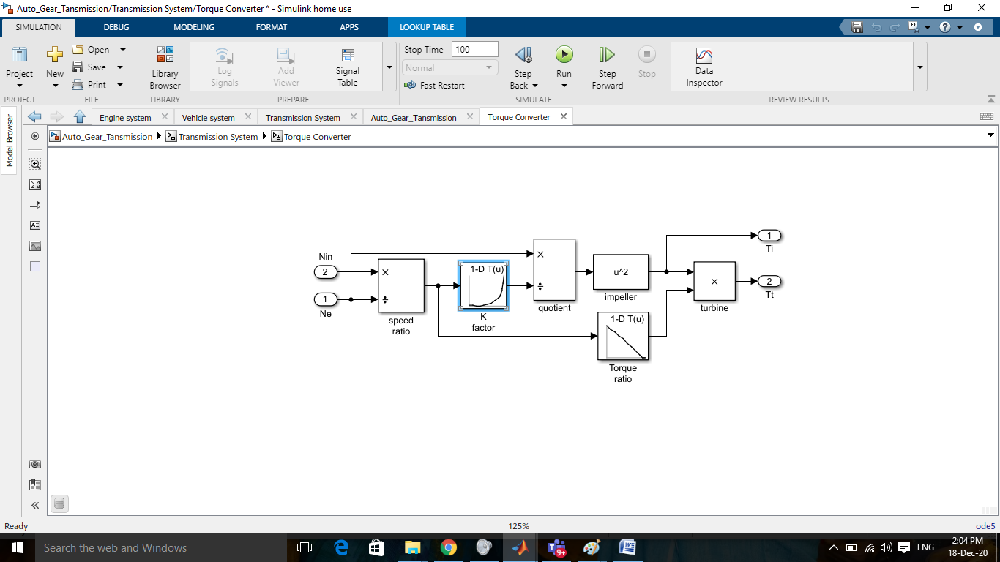 Auto_Gear_Tansmission/Transmission System/Torque Converter * - Simulink home use
SIMULATION DEBUG MODELING FORMAT APPS LOOKUP TABLE
Project
New
Open
Save
Print
Library
Browser
Log
Signals
Add
Viewer
Signal
Table
Stop Time 100
Normal
Fast Restart
Step
Back
Run
Step
Forward
Stop
Data
Inspector
PROJECT FILE LIBRARY PREPARE SIMULATE REVIEW RESULTS
Model Browser
Engine system Vehicle system Transmission System Auto_Gear_Tansmission Torque Converter
Auto_Gear_Tansmission Transmission System Torque Converter
Nin
2
1
Ne
×
÷
speed
ratio
1-D T(u)
K
factor
×
÷
quotient
u^2
impeller
1-D T(u)
Torque
ratio
×
turbine
1
Ti
2
Tt
Ready 125% ode5
Search the web and Windows
9+
ENG
2:04 PM
18-Dec-20